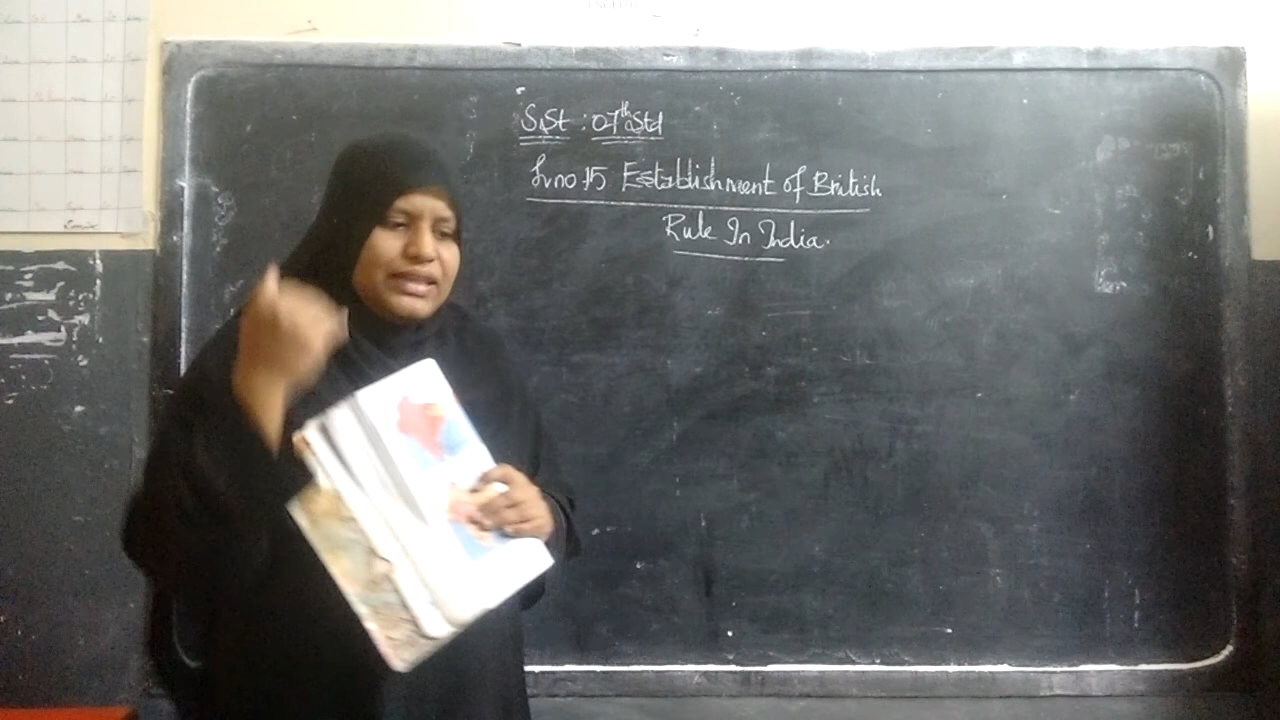 S.St : 07th Std
L.no 15 Establishment of British
Rule In India.